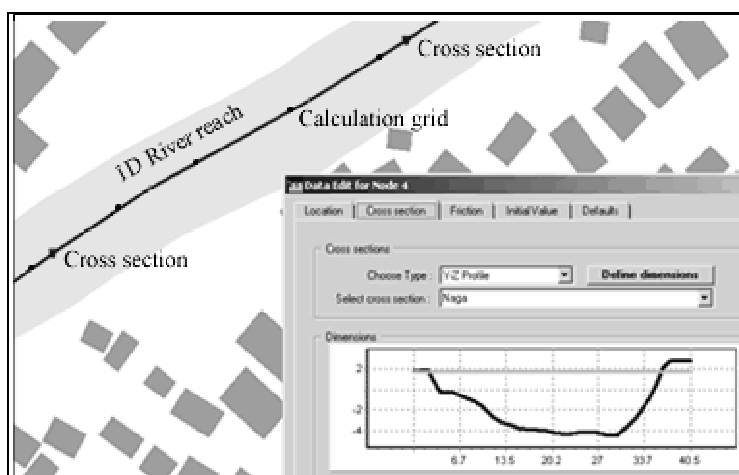 Cross section
Calculation grid
1D River reach
Cross section
Data Edit for Node 4
Location | Cross section | Friction | Initial Value | Defaults
Cross sections
Choose Type : Y-Z Profile Define dimensions
Select cross section : Naga
Dimensions
2
-2
-4
6.7 13.5 20.2 27 33.7 40.5